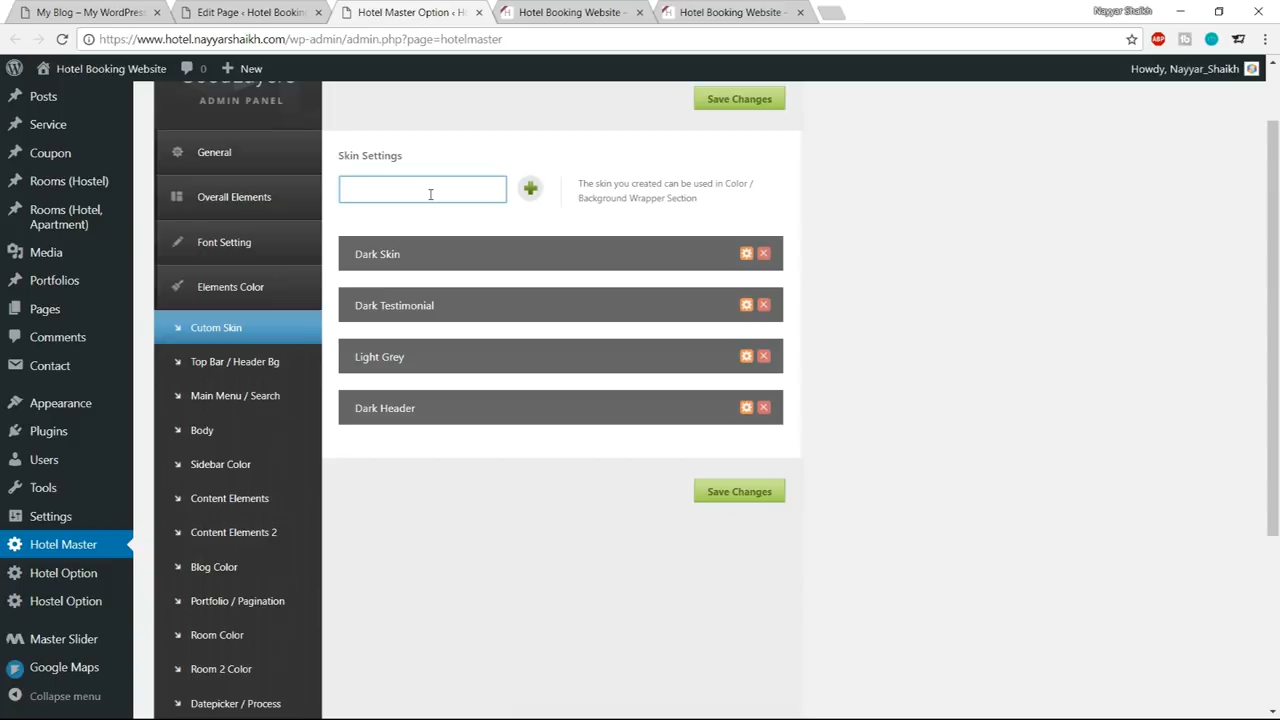 My Blog – My WordPress
Edit Page ‹ Hotel Booking
Hotel Master Option ‹ H
Hotel Booking Website –
Hotel Booking Website –
Nayyar Shaikh
https://www.hotel.nayyarshaikh.com/wp-admin/admin.php?page=hotelmaster
ABP
Hotel Booking Website
0
New
Howdy, Nayyar_Shaikh
Posts
Service
Coupon
Rooms (Hostel)
Rooms (Hotel,
Apartment)
Media
Portfolios
Pages
Comments
Contact
Appearance
Plugins
Users
Tools
Settings
Hotel Master
Hotel Option
Hostel Option
Master Slider
Google Maps
Collapse menu
ADMIN PANEL
General
Overall Elements
Font Setting
Elements Color
Cutom Skin
Top Bar / Header Bg
Main Menu / Search
Body
Sidebar Color
Content Elements
Content Elements 2
Blog Color
Portfolio / Pagination
Room Color
Room 2 Color
Datepicker / Process
Save Changes
Skin Settings
The skin you created can be used in Color /
Background Wrapper Section
Dark Skin
Dark Testimonial
Light Grey
Dark Header
Save Changes